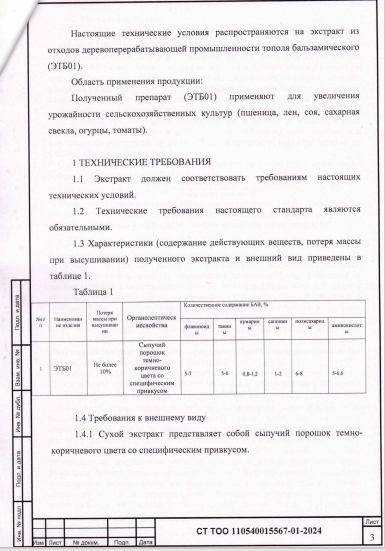 Настоящие технические условия распространяются на экстракт из
отходов деревоперерабатывающей промышленности тополя бальзамического
(ЭТБ01).
Область применения продукции:
Полученный препарат (ЭТБ01) применяют для увеличения
урожайности сельскохозяйственных культур (пшеница, лен, соя, сахарная
свекла, огурцы, томаты).
1 ТЕХНИЧЕСКИЕ ТРЕБОВАНИЯ
1.1 Экстракт должен соответствовать требованиям настоящих
технических условий.
1.2 Технические требования настоящего стандарта являются
обязательными.
1.3 Характеристики (содержание действующих веществ, потеря массы
при высушивании) полученного экстракта и внешний вид приведены в
таблице 1.
Таблица 1
№п/п
Наименование изделия
Потеря массы при высушивании
Органолептические свойства
Количественное содержание БАВ, %
флавоноиды
танины
кумарины
сапонины
полисахариды
аминокислоты
1
ЭТБ01
Не более 10%
Сыпучий
порошок
темно-
коричневого
цвета со
специфическим
привкусом
5-7
5-6
0,8-1,2
1-2
6-8
5-6,6
1.4 Требования к внешнему виду
1.4.1 Сухой экстракт представляет собой сыпучий порошок темно-
коричневого цвета со специфическим привкусом.
Подп. и дата
Взам. инв. №
Инв. № дубл.
Подп. и дата
Инв. № подл
Изм Лист № докум. Подп. Дата
СТ ТОО 110540015567-01-2024
Лист
3